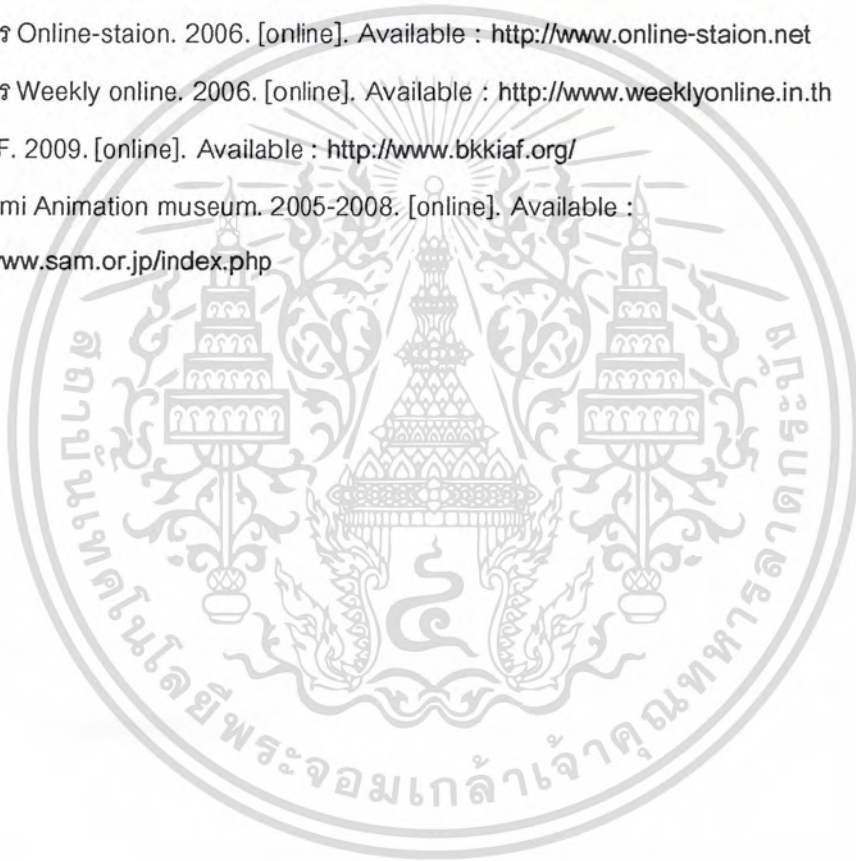 ร Online-staion. 2006. [online]. Available : http://www.online-staion.net
ร Weekly online. 2006. [online]. Available : http://www.weeklyonline.in.th
F. 2009. [online]. Available : http://www.bkkiaf.org/
mi Animation museum. 2005-2008. [online]. Available :
www.sam.or.jp/index.php
สถาบันเทคโนโลยีพระจอมเกล้าเจ้าคุณทหารลาดกระบัง